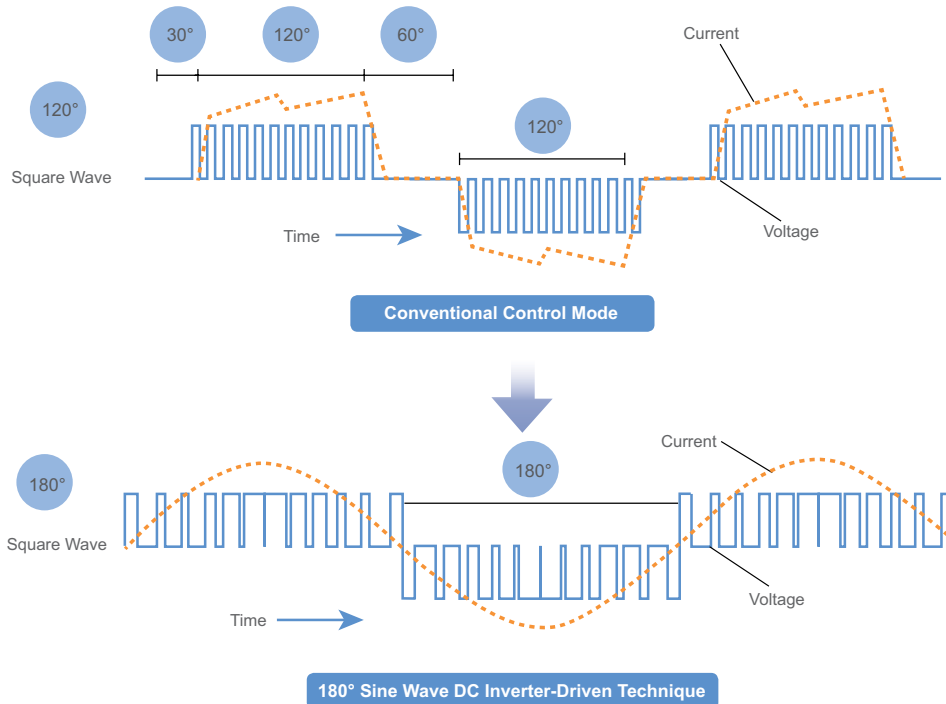 30°
120°
60°
Current
120°
120°
Square Wave
Time
Voltage
Conventional Control Mode
180°
180°
Current
Square Wave
Time
Voltage
180° Sine Wave DC Inverter-Driven Technique